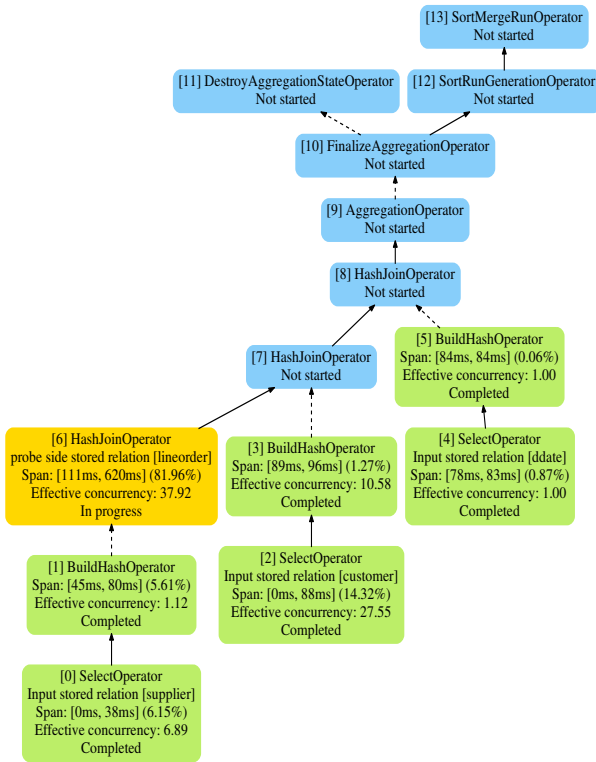 [13] SortMergeRunOperator
Not started
[11] DestroyAggregationStateOperator
Not started
[12] SortRunGenerationOperator
Not started
[10] FinalizeAggregationOperator
Not started
[9] AggregationOperator
Not started
[8] HashJoinOperator
Not started
[5] BuildHashOperator
Span: [84ms, 84ms] (0.06%)
Effective concurrency: 1.00
Completed
[7] HashJoinOperator
Not started
[6] HashJoinOperator
probe side stored relation [lineorder]
Span: [111ms, 620ms] (81.96%)
Effective concurrency: 37.92
In progress
[3] BuildHashOperator
Span: [89ms, 96ms] (1.27%)
Effective concurrency: 10.58
Completed
[4] SelectOperator
Input stored relation [ddate]
Span: [78ms, 83ms] (0.87%)
Effective concurrency: 1.00
Completed
[1] BuildHashOperator
Span: [45ms, 80ms] (5.61%)
Effective concurrency: 1.12
Completed
[2] SelectOperator
Input stored relation [customer]
Span: [0ms, 88ms] (14.32%)
Effective concurrency: 27.55
Completed
[0] SelectOperator
Input stored relation [supplier]
Span: [0ms, 38ms] (6.15%)
Effective concurrency: 6.89
Completed